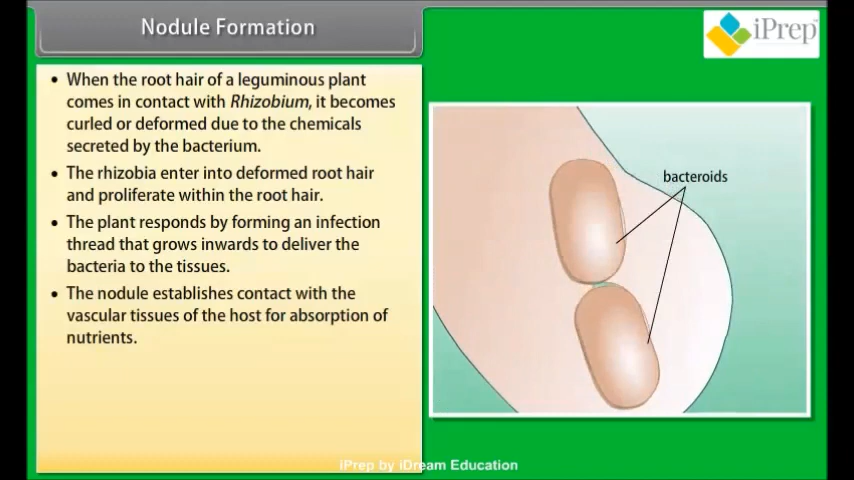 Nodule Formation
iPrep
• When the root hair of a leguminous plant
comes in contact with Rhizobium, it becomes
curled or deformed due to the chemicals
secreted by the bacterium.
• The rhizobia enter into deformed root hair
and proliferate within the root hair.
• The plant responds by forming an infection
thread that grows inwards to deliver the
bacteria to the tissues.
• The nodule establishes contact with the
vascular tissues of the host for absorption of
nutrients.
bacteroids
iPrep by iDream Education